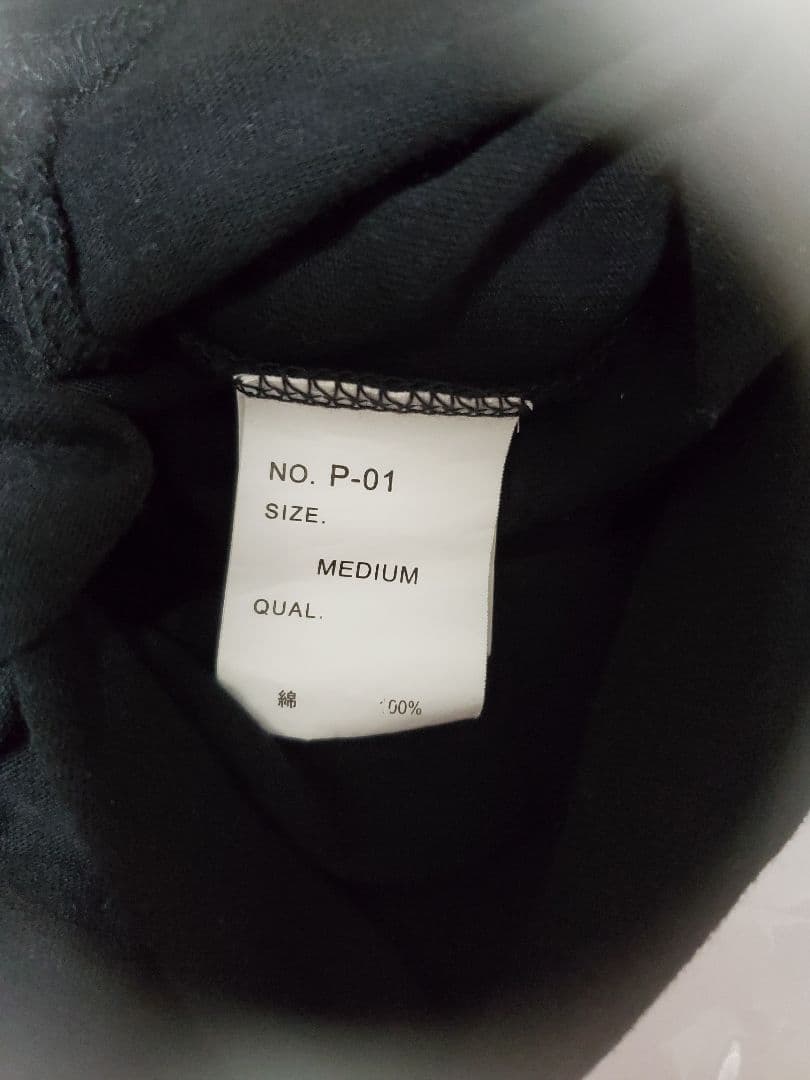 NO. P-01
SIZE.
MEDIUM
QUAL.
綿 100%